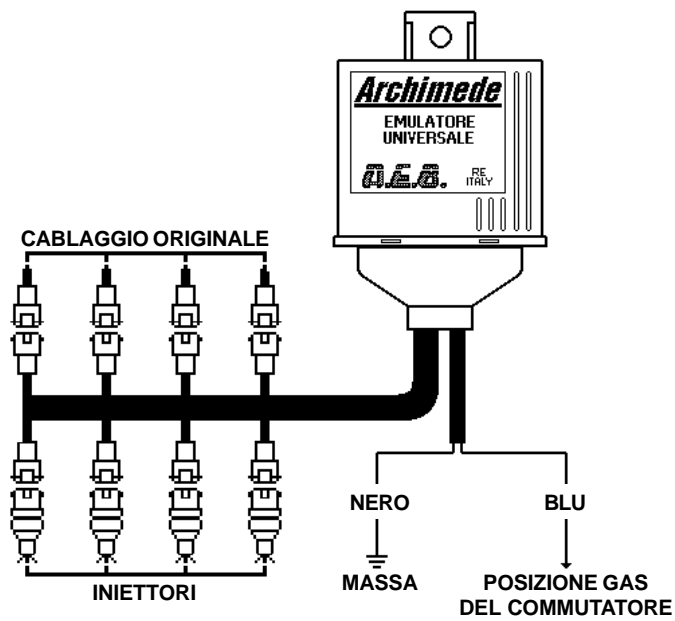 Archimede
EMULATORE
UNIVERSALE
A.E.B.
RE
ITALY
CABLAGGIO ORIGINALE
NERO
BLU
MASSA
POSIZIONE GAS
DEL COMMUTATORE
INIETTORI